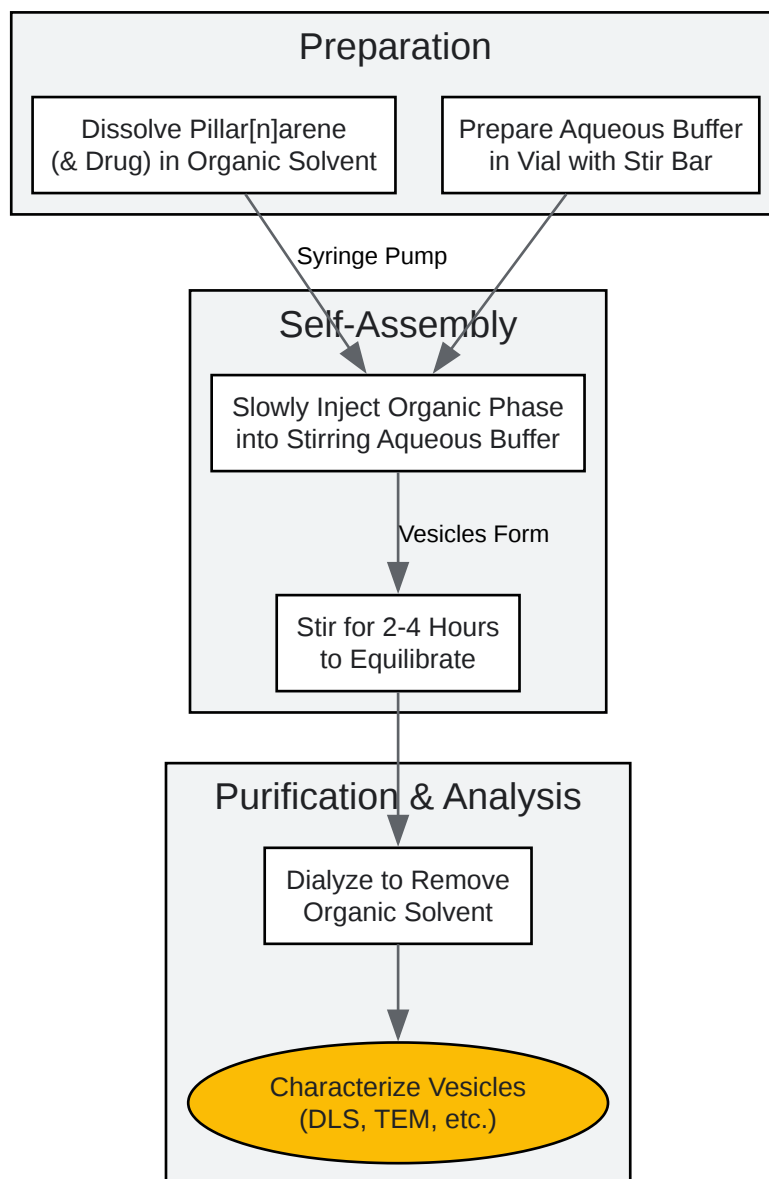 Preparation
Dissolve Pillar[n]arene
(& Drug) in Organic Solvent
Prepare Aqueous Buffer
in Vial with Stir Bar
Syringe Pump
Self-Assembly
Slowly Inject Organic Phase
into Stirring Aqueous Buffer
Vesicles Form
Stir for 2-4 Hours
to Equilibrate
Purification & Analysis
Dialyze to Remove
Organic Solvent
Characterize Vesicles
(DLS, TEM, etc.)